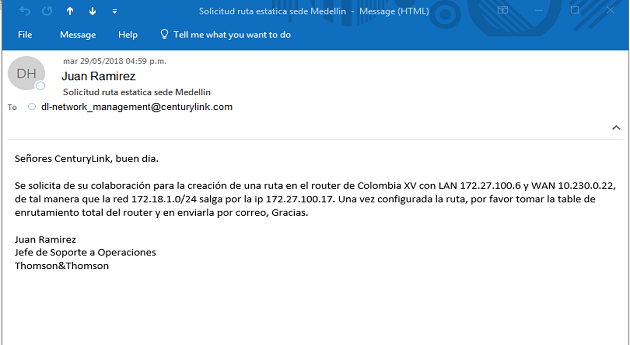 Solicitud ruta estatica sede Medellin - Message (HTML)
File Message Help Tell me what you want to do
mar 29/05/2018 04:59 p.m.
DH
Juan Ramirez
Solicitud ruta estatica sede Medellin
To dl-network_management@centurylink.com
Señores CenturyLink, buen dia.
Se solicita de su colaboración para la creación de una ruta en el router de Colombia XV con LAN 172.27.100.6 y WAN 10.230.0.22,
de tal manera que la red 172.18.1.0/24 salga por la ip 172.27.100.17. Una vez configurada la ruta, por favor tomar la table de
enrutamiento total del router y en enviarla por correo, Gracias.
Juan Ramirez
Jefe de Soporte a Operaciones
Thomson&Thomson